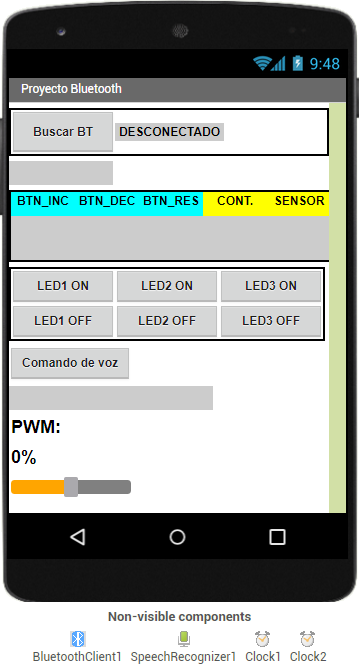 9:48
Proyecto Bluetooth
Buscar BT DESCONECTADO
BTN_INC BTN_DEC BTN_RES CONT. SENSOR
LED1 ON LED2 ON LED3 ON
LED1 OFF LED2 OFF LED3 OFF
Comando de voz
PWM:
0%
Non-visible components
BluetoothClient1 SpeechRecognizer1 Clock1 Clock2